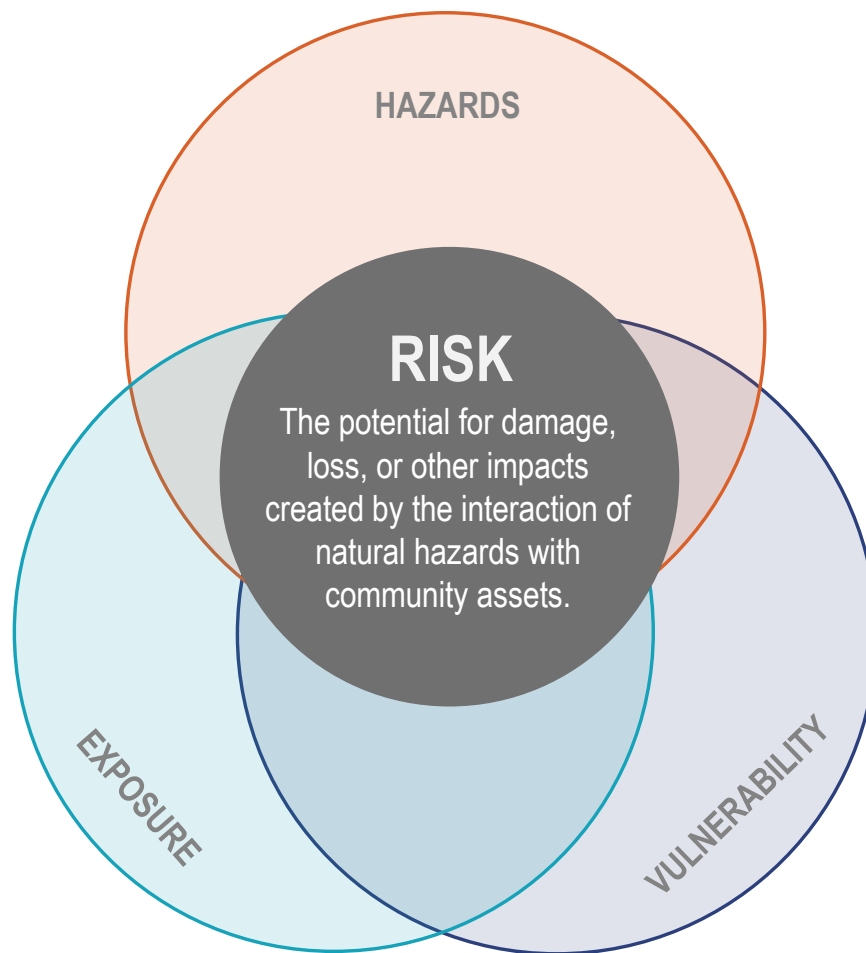 HAZARDS
RISK
The potential for damage,
loss, or other impacts
created by the interaction of
natural hazards with
community assets.
EXPOSURE
VULNERABILITY